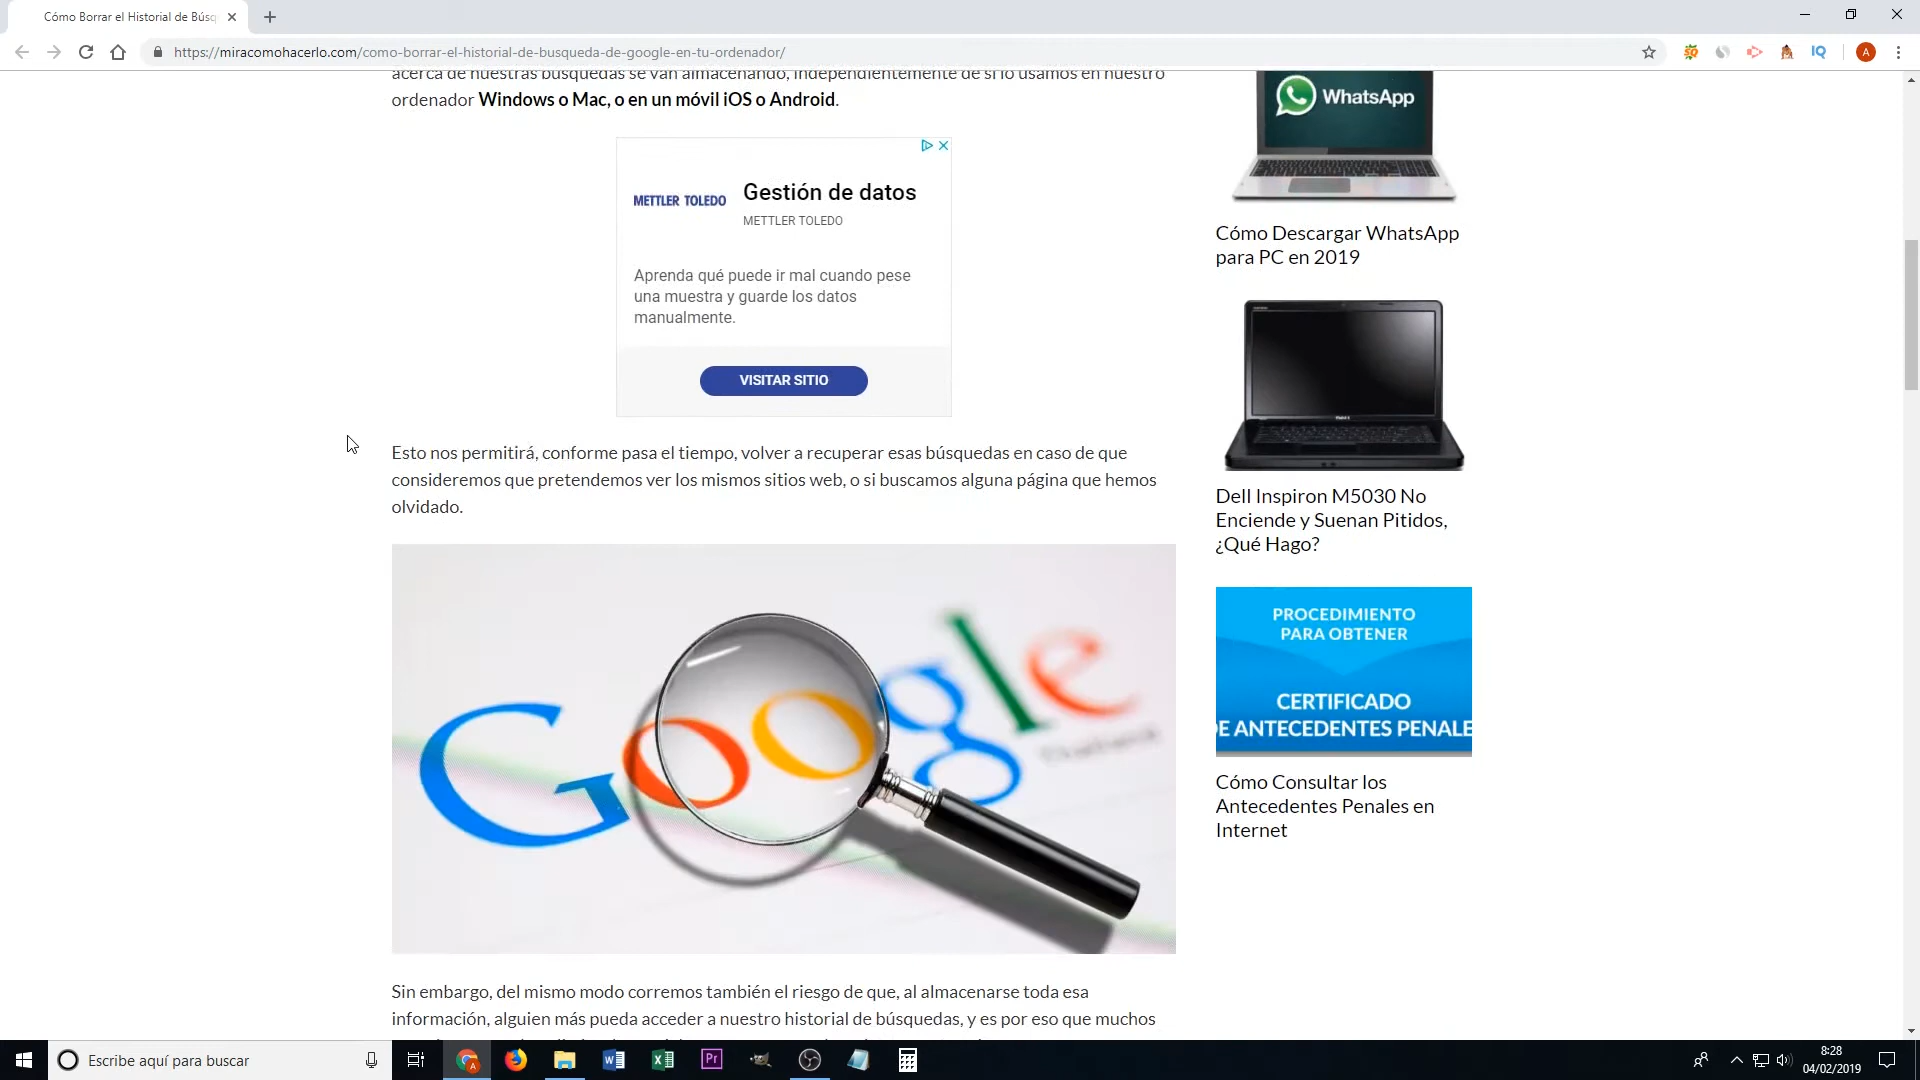 Cómo Borrar el Historial de Búsq
https://miracomohacerlo.com/como-borrar-el-historial-de-busqueda-de-google-en-tu-ordenador/
A
acerca de nuestras búsquedas se van almacenando, independientemente de si lo usamos en nuestro
ordenador Windows o Mac, o en un móvil iOS o Android.
METTLER TOLEDO
Gestión de datos
METTLER TOLEDO
Aprenda qué puede ir mal cuando pese
una muestra y guarde los datos
manualmente.
VISITAR SITIO
Esto nos permitirá, conforme pasa el tiempo, volver a recuperar esas búsquedas en caso de que
consideremos que pretendemos ver los mismos sitios web, o si buscamos alguna página que hemos
olvidado.
Google
Sin embargo, del mismo modo corremos también el riesgo de que, al almacenarse toda esa
información, alguien más pueda acceder a nuestro historial de búsquedas, y es por eso que muchos
WhatsApp
Cómo Descargar WhatsApp
para PC en 2019
Dell Inspiron M5030 No
Enciende y Suenan Pitidos,
¿Qué Hago?
PROCEDIMIENTO
PARA OBTENER
CERTIFICADO
DE ANTECEDENTES PENALE
Cómo Consultar los
Antecedentes Penales en
Internet
Escribe aquí para buscar
8:28
04/02/2019